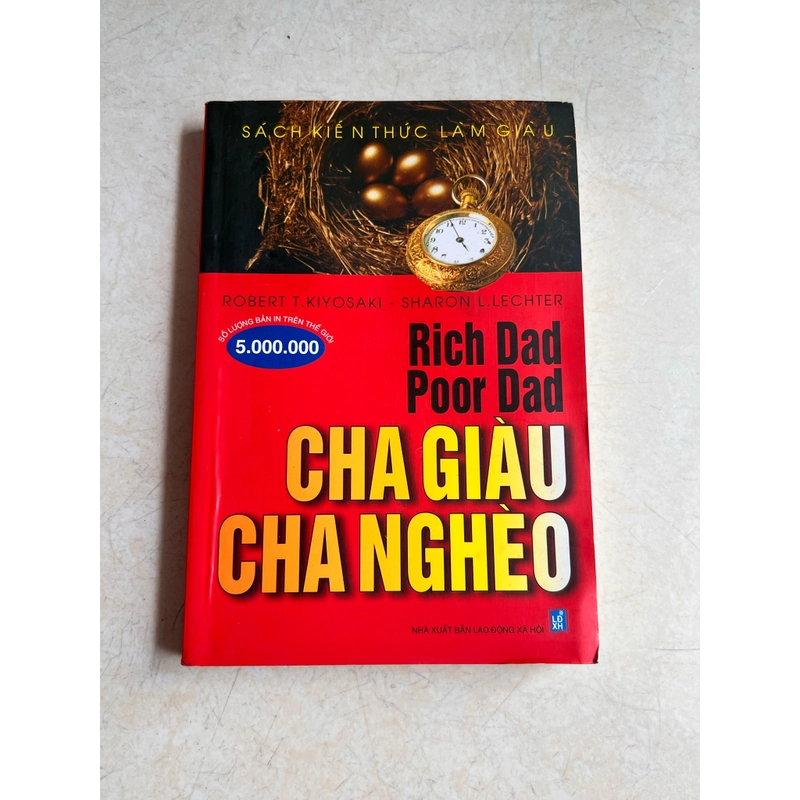 SÁCH KIẾN THỨC LÀM GIÀU
ROBERT T.KIYOSAKI - SHARON L.LECHTER
SỐ LƯỢNG BẢN IN TRÊN THẾ GIỚI
5.000.000
Rich Dad
Poor Dad
CHA GIÀU
CHA NGHÈO
NHÀ XUẤT BẢN LAO ĐỘNG XÃ HỘI
LĐ
XH